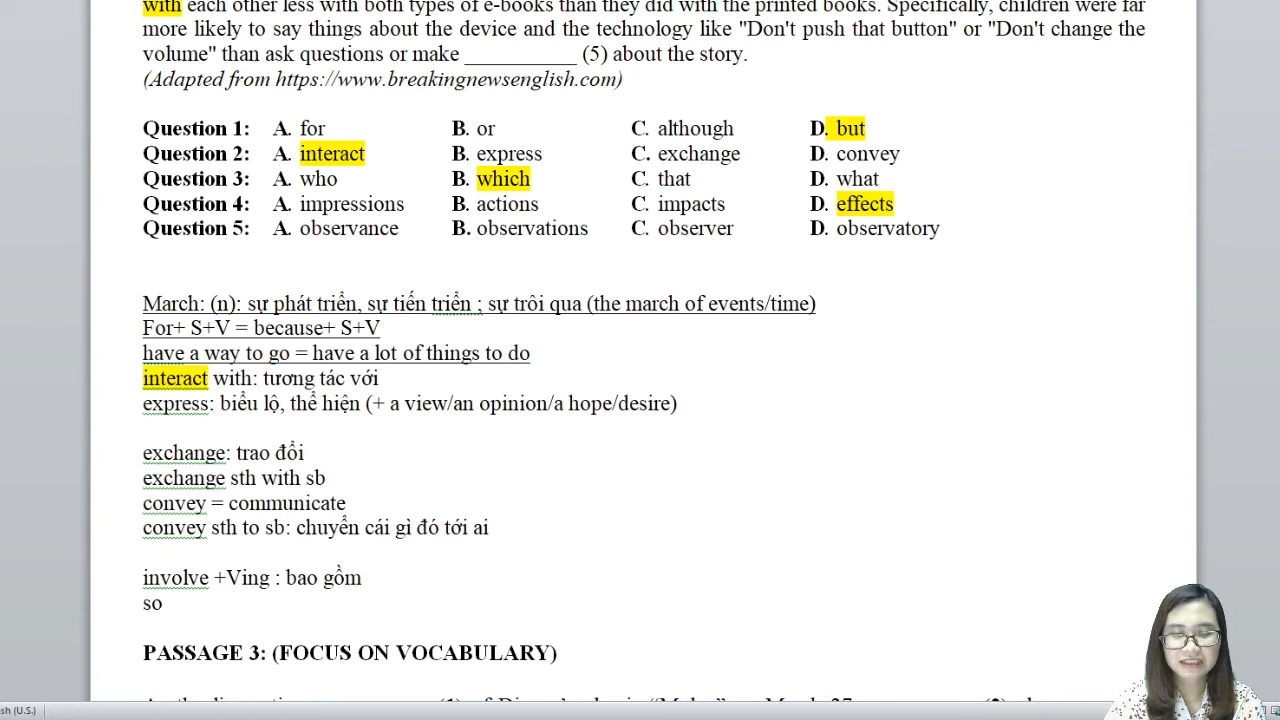 with each other less with both types of e-books than they did with the printed books. Specifically, children were far
more likely to say things about the device and the technology like "Don't push that button" or "Don't change the
volume" than ask questions or make __________ (5) about the story.
(Adapted from https://www.breakingnewsenglish.com)
Question 1: A. for B. or C. although D. but
Question 2: A. interact B. express C. exchange D. convey
Question 3: A. who B. which C. that D. what
Question 4: A. impressions B. actions C. impacts D. effects
Question 5: A. observance B. observations C. observer D. observatory
March: (n): sự phát triển, sự tiến triển ; sự trôi qua (the march of events/time)
For+ S+V = because+ S+V
have a way to go = have a lot of things to do
interact with: tương tác với
express: biểu lộ, thể hiện (+ a view/an opinion/a hope/desire)
exchange: trao đổi
exchange sth with sb
convey = communicate
convey sth to sb: chuyển cái gì đó tới ai
involve +Ving : bao gồm
so
PASSAGE 3: (FOCUS ON VOCABULARY)
sh (U.S.)